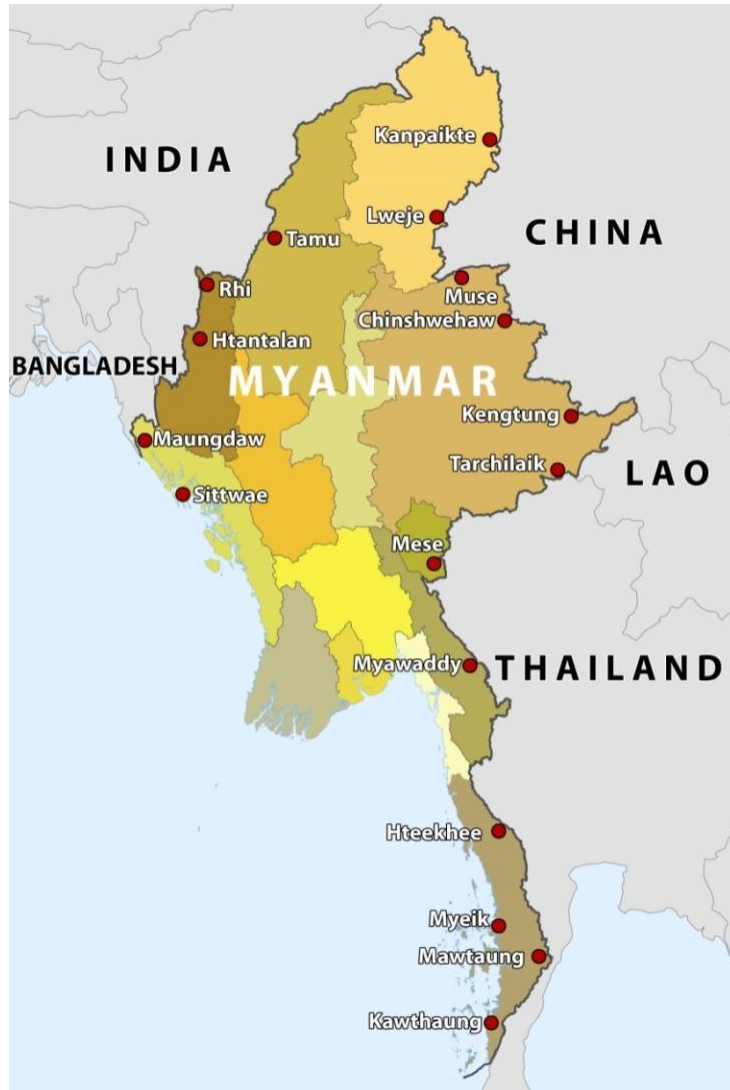 Kanpaikte
INDIA
Lweje
CHINA
Tamu
Rhi
Muse
Chinshwehaw
Htantalan
BANGLADESH
MYANMAR
Kengtung
Maungdaw
Tarchilaik
LAO
Sittwae
Mese
Myawaddy
THAILAND
Hteekhee
Myeik
Mawtaung
Kawthaung